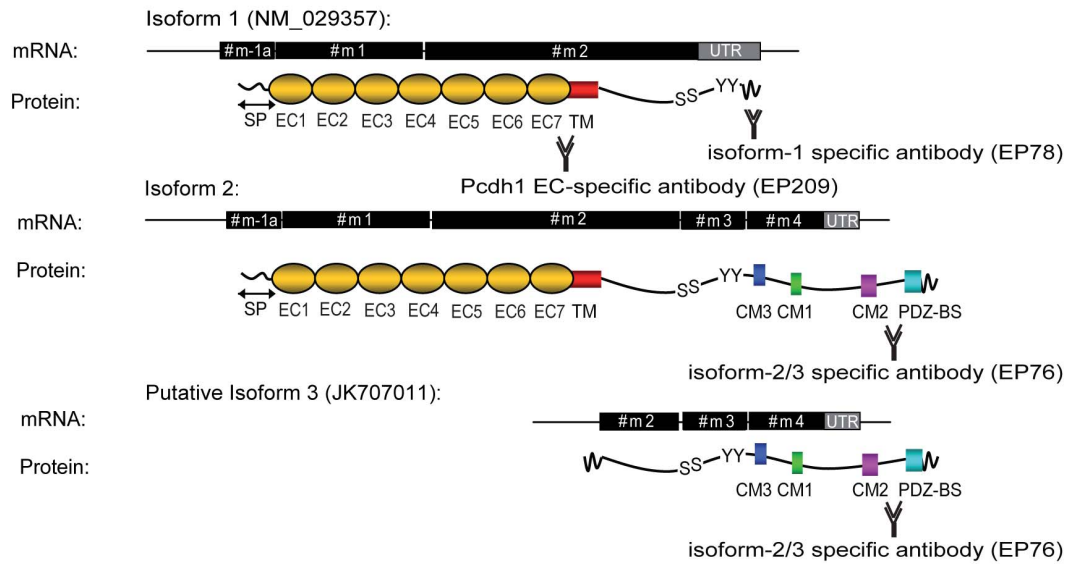 Isoform 1 (NM_029357):
mRNA: #m-1a #m1 #m2 UTR
Protein: SS YY
SP EC1 EC2 EC3 EC4 EC5 EC6 EC7 TM
isoform-1 specific antibody (EP78)
Pcdh1 EC-specific antibody (EP209)
Isoform 2:
mRNA: #m-1a #m1 #m2 #m3 #m4 UTR
Protein: SS YY
SP EC1 EC2 EC3 EC4 EC5 EC6 EC7 TM CM3 CM1 CM2 PDZ-BS
isoform-2/3 specific antibody (EP76)
Putative Isoform 3 (JK707011):
mRNA: #m2 #m3 #m4 UTR
Protein: SS YY
CM3 CM1 CM2 PDZ-BS
isoform-2/3 specific antibody (EP76)